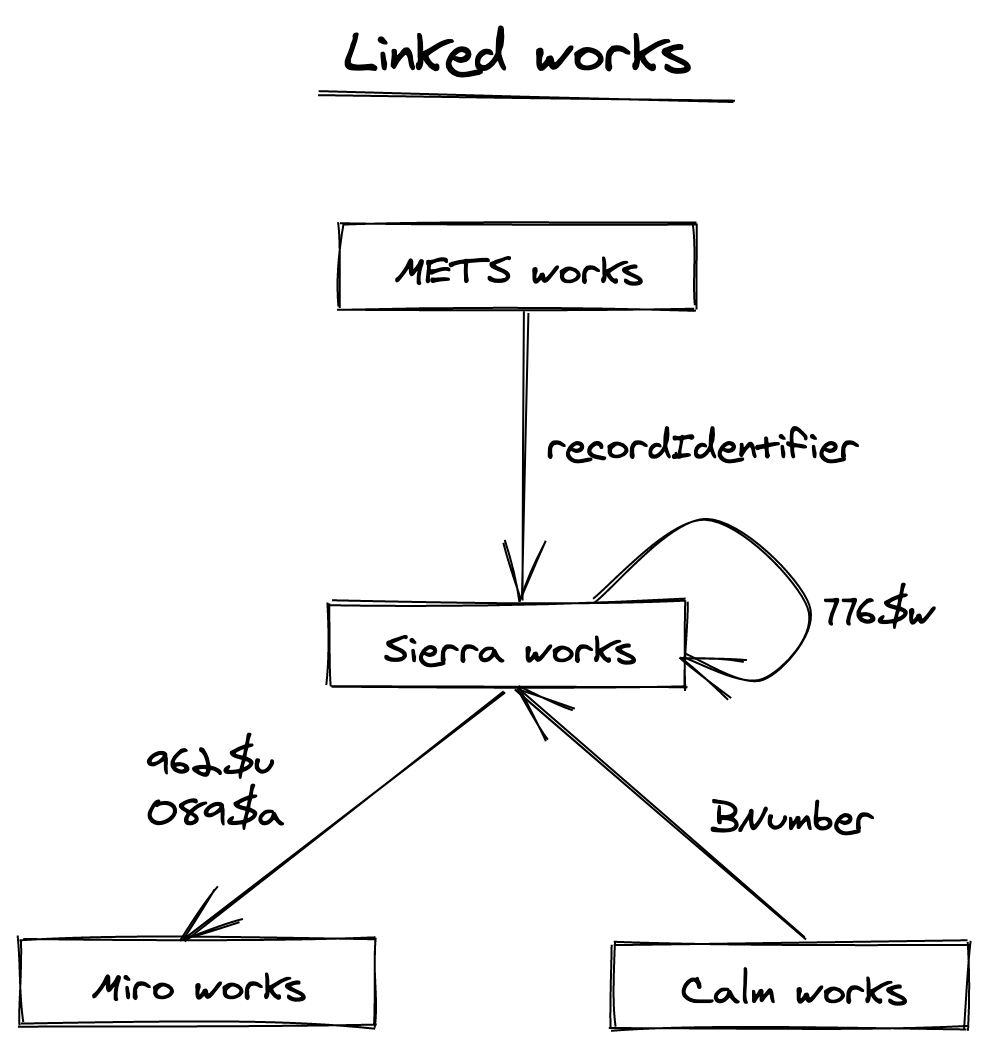 Linked works
METS works
recordIdentifier
776$w
Sierra works
962$u
089$a
BNumber
Miro works
Calm works